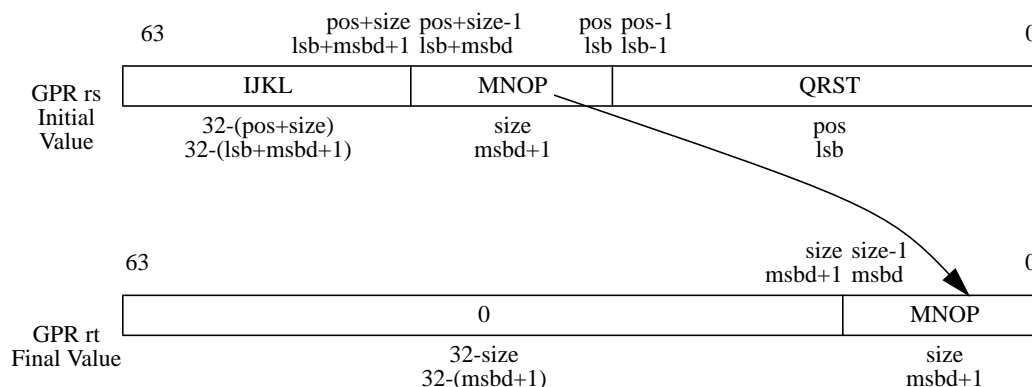 63 pos+size pos+size-1 pos pos-1 0
lsb+msbd+1 lsb+msbd lsb lsb-1
GPR rs
Initial
Value
IJKL MNOP QRST
32-(pos+size) size pos
32-(lsb+msbd+1) msbd+1 lsb
63 size size-1 0
msbd+1 msbd
GPR rt
Final Value
0 MNOP
32-size size
32-(msbd+1) msbd+1